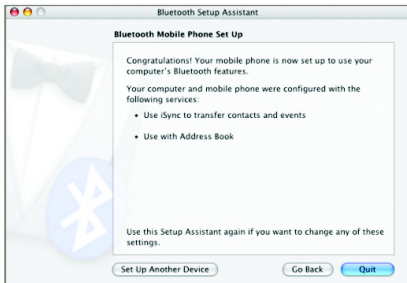 Bluetooth Setup Assistant
Bluetooth Mobile Phone Set Up
Congratulations! Your mobile phone is now set up to use your
computer's Bluetooth features.
Your computer and mobile phone were configured with the
following services:
• Use iSync to transfer contacts and events
• Use with Address Book
Use this Setup Assistant again if you want to change any of these
settings.
Set Up Another Device
Go Back
Quit